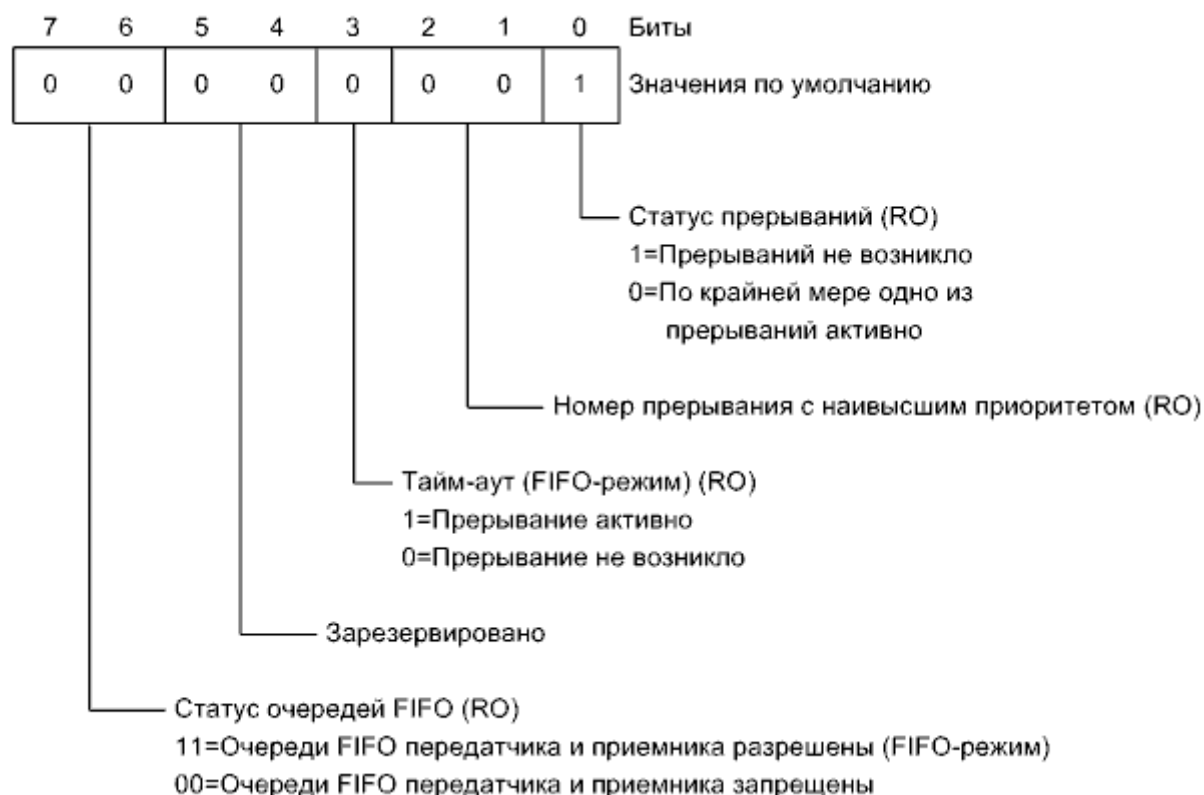 7 6 5 4 3 2 1 0 Биты
0 0 0 0 0 0 0 1 Значения по умолчанию
Статус прерываний (RO)
1=Прерываний не возникло
0=По крайней мере одно из
прерываний активно
Номер прерывания с наивысшим приоритетом (RO)
Тайм-аут (FIFO-режим) (RO)
1=Прерывание активно
0=Прерывание не возникло
Зарезервировано
Статус очередей FIFO (RO)
11=Очереди FIFO передатчика и приемника разрешены (FIFO-режим)
00=Очереди FIFO передатчика и приемника запрещены